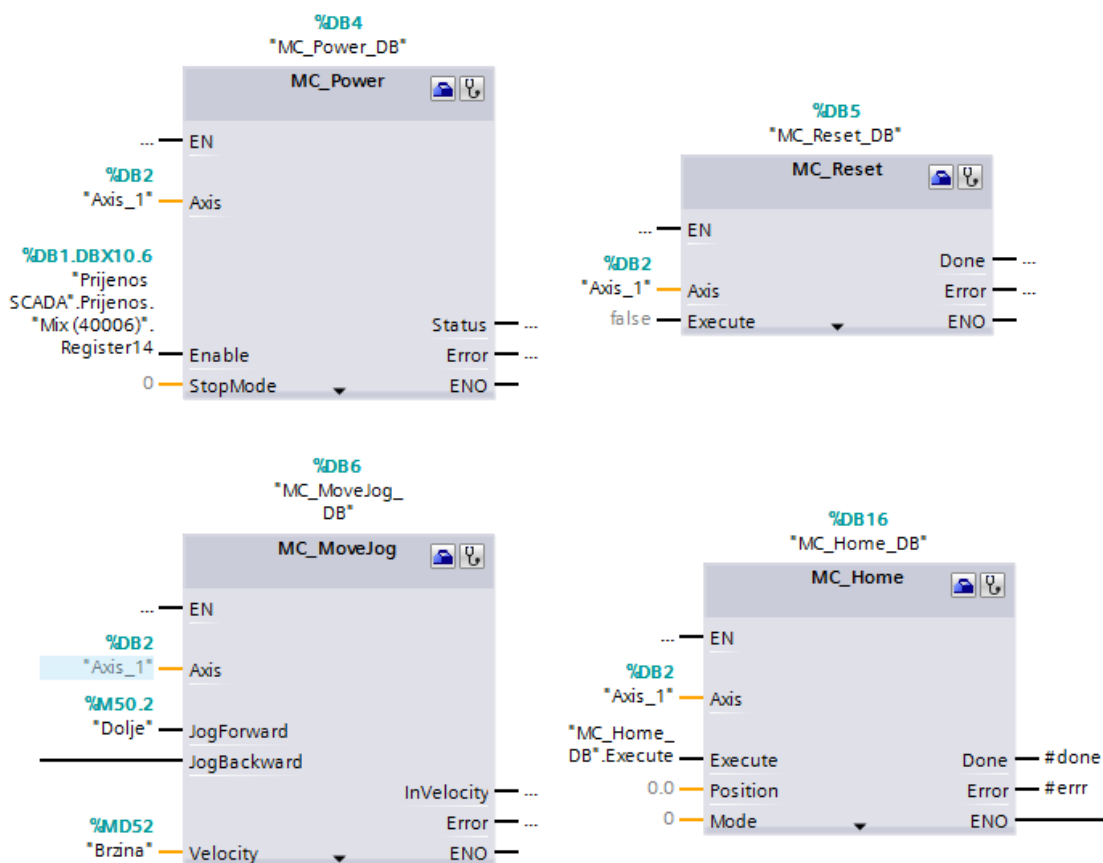 %DB4
"MC_Power_DB"
MC_Power
... EN
%DB2
"Axis_1" Axis
%DB1.DBX10.6
"Prijenos
SCADA".Prijenos.
"Mix (40006)".
Register14 Enable
0 StopMode
Status ...
Error ...
ENO
%DB5
"MC_Reset_DB"
MC_Reset
... EN
%DB2
"Axis_1" Axis
false Execute
Done ...
Error ...
ENO
%DB6
"MC_MoveJog_
DB"
MC_MoveJog
... EN
%DB2
"Axis_1" Axis
%M50.2
"Dolje" JogForward
JogBackward
%MD52
"Brzina" Velocity
InVelocity ...
Error ...
ENO
%DB16
"MC_Home_DB"
MC_Home
... EN
%DB2
"Axis_1" Axis
"MC_Home_
DB".Execute Execute
0.0 Position
0 Mode
Done #done
Error #errr
ENO